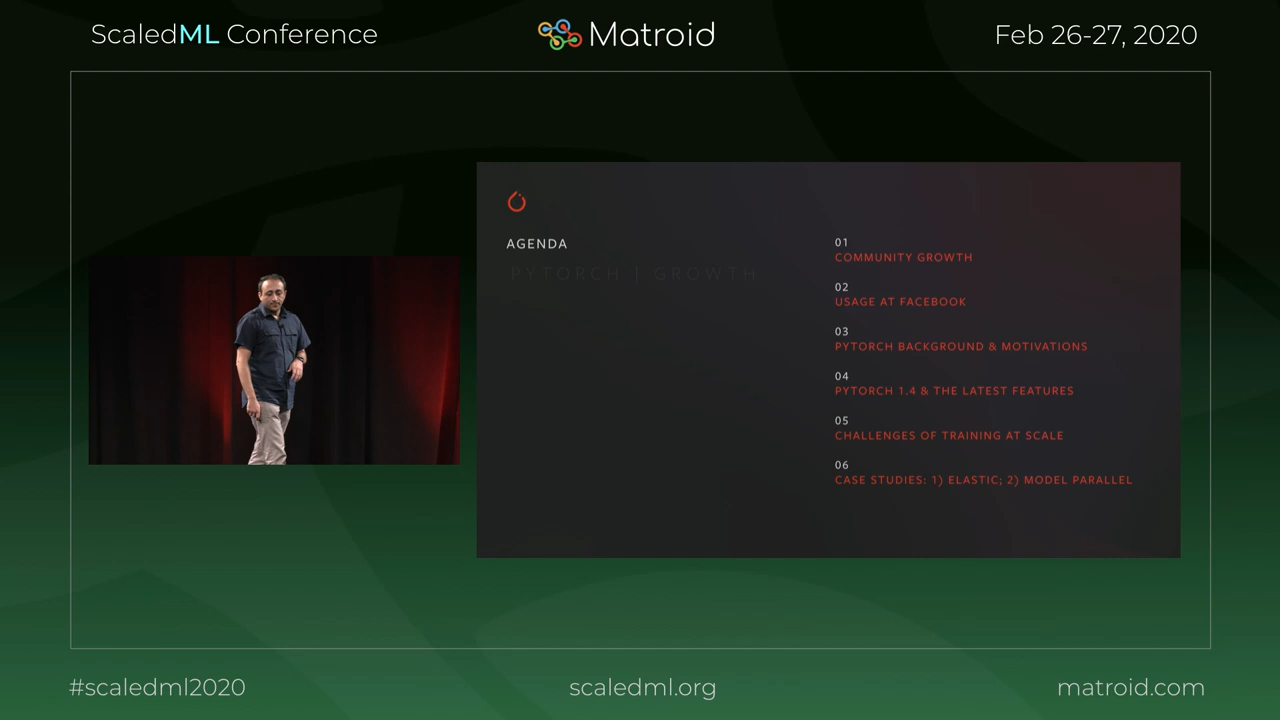 ScaledML Conference
Matroid
Feb 26-27, 2020
AGENDA
PYTORCH | GROWTH
01
COMMUNITY GROWTH
02
USAGE AT FACEBOOK
03
PYTORCH BACKGROUND & MOTIVATIONS
04
PYTORCH 1.4 & THE LATEST FEATURES
05
CHALLENGES OF TRAINING AT SCALE
06
CASE STUDIES: 1) ELASTIC; 2) MODEL PARALLEL
#scaledml2020
scaledml.org
matroid.com